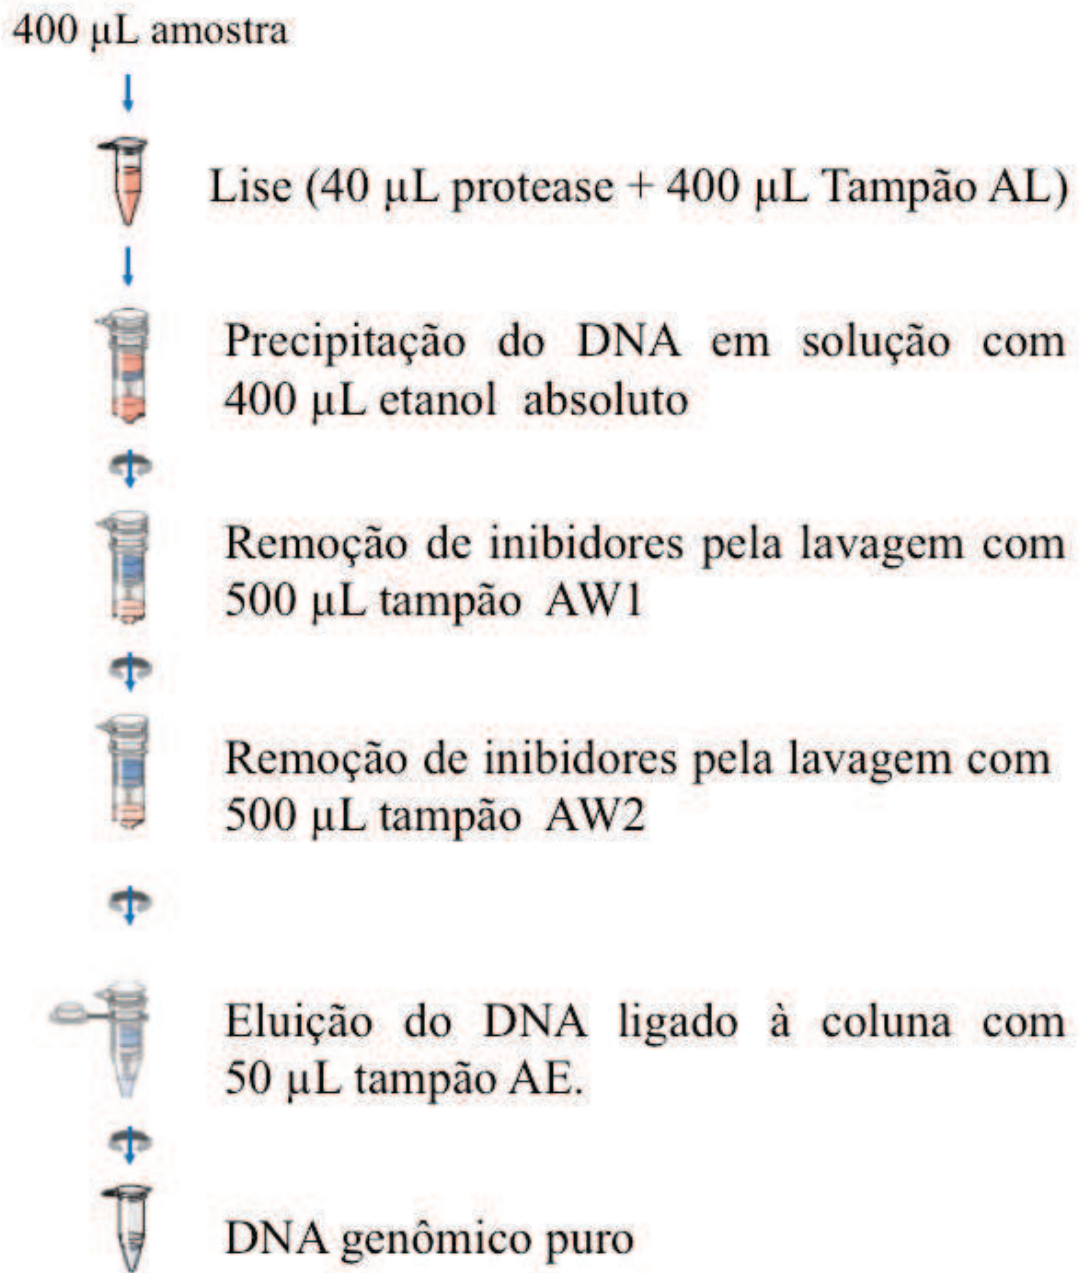 400 μL amostra
Lise (40 μL protease + 400 μL Tampão AL)
Precipitação do DNA em solução com
400 μL etanol absoluto
Remoção de inibidores pela lavagem com
500 μL tampão AW1
Remoção de inibidores pela lavagem com
500 μL tampão AW2
Eluição do DNA ligado à coluna com
50 μL tampão AE.
DNA genômico puro